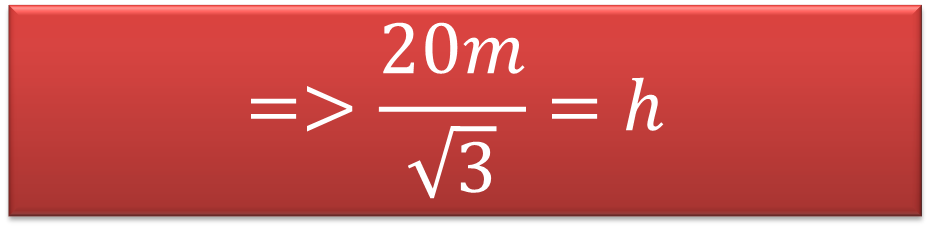 => 20m/√3 = h